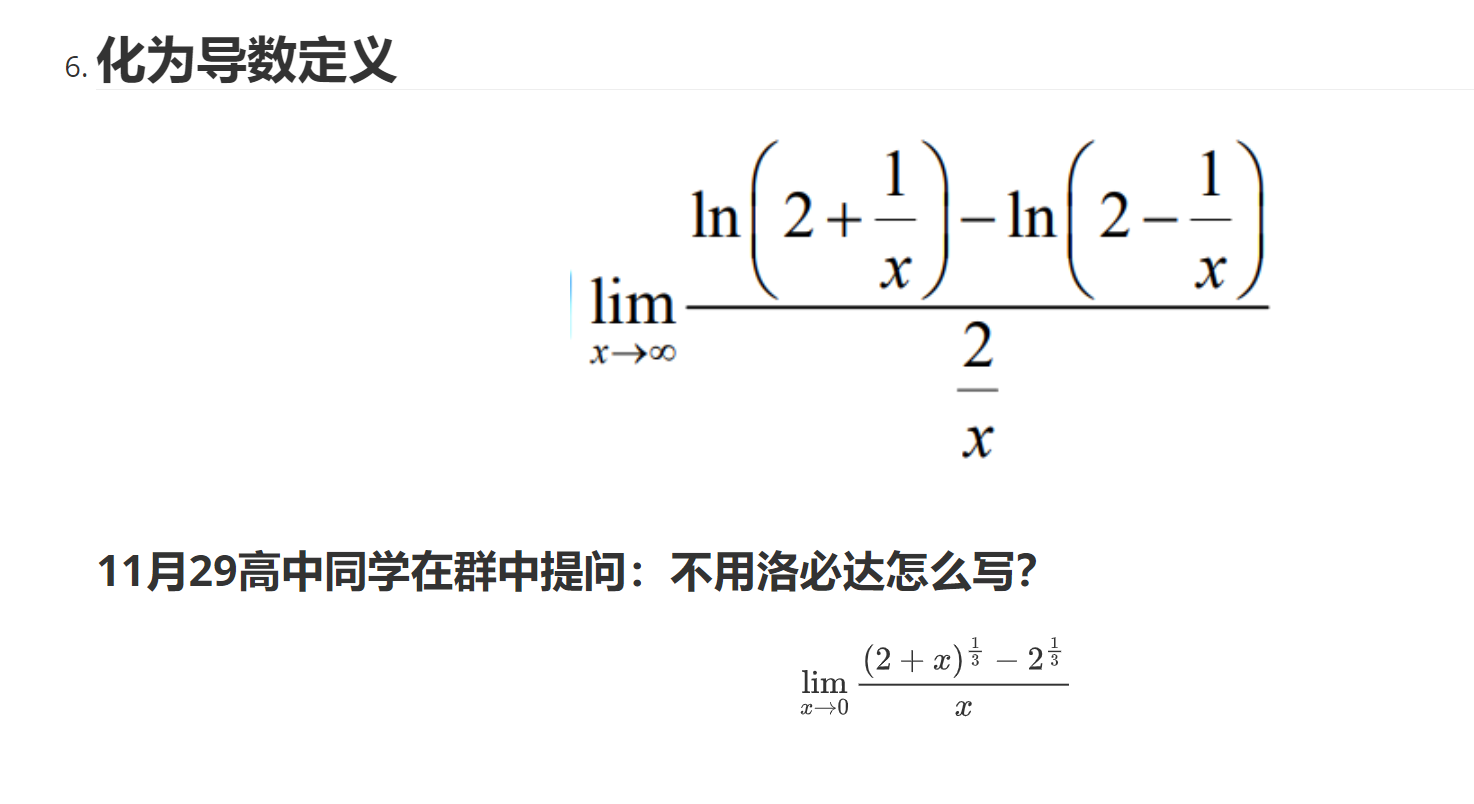 6. 化为导数定义
\lim_{x \to \infty} \frac{\ln\left(2+\frac{1}{x}\right)-\ln\left(2-\frac{1}{x}\right)}{\frac{2}{x}}
11月29高中同学在群中提问：不用洛必达怎么写？
\lim_{x \to 0} \frac{(2+x)^{\frac{1}{3}}-2^{\frac{1}{3}}}{x}